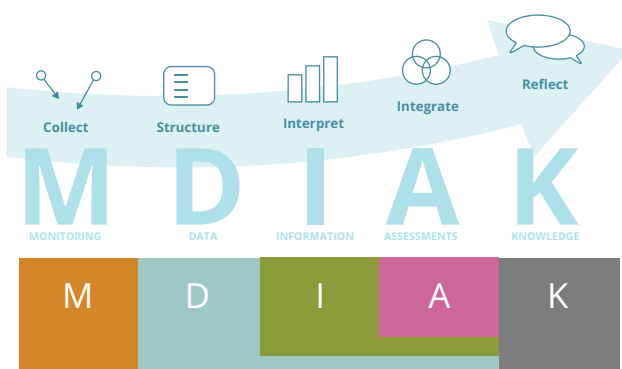 Collect
Structure
Interpret
Integrate
Reflect
M D I A K
MONITORING
DATA
INFORMATION
ASSESSMENTS
KNOWLEDGE
M
D
I
A
K